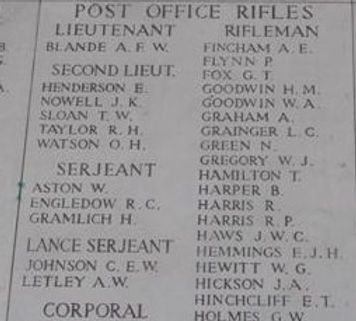 POST OFFICE RIFLES
LIEUTENANT
BLANDE A. F. W.
SECOND LIEUT.
HENDERSON E.
NOWELL J. K.
SLOAN T. W.
TAYLOR R. H.
WATSON O. H.
SERJEANT
ASTON W.
ENGLEDOW R. C.
GRAMLICH H.
LANCE SERJEANT
JOHNSON C. E. W.
LETLEY A. W.
CORPORAL
RIFLEMAN
FINCHAM A. E.
FLYNN P.
FOX G. T.
GOODWIN H. M.
GOODWIN W. A.
GRAHAM A.
GRAINGER L. C.
GREEN N.
GREGORY W. J.
HAMILTON T.
HARPER B.
HARRIS R.
HARRIS R. P.
HAWS J. W. C.
HEMMINGS E. J. H.
HEWITT W. G.
HICKSON J. A.
HINCHCLIFF E. T.
HOLMES G. W.